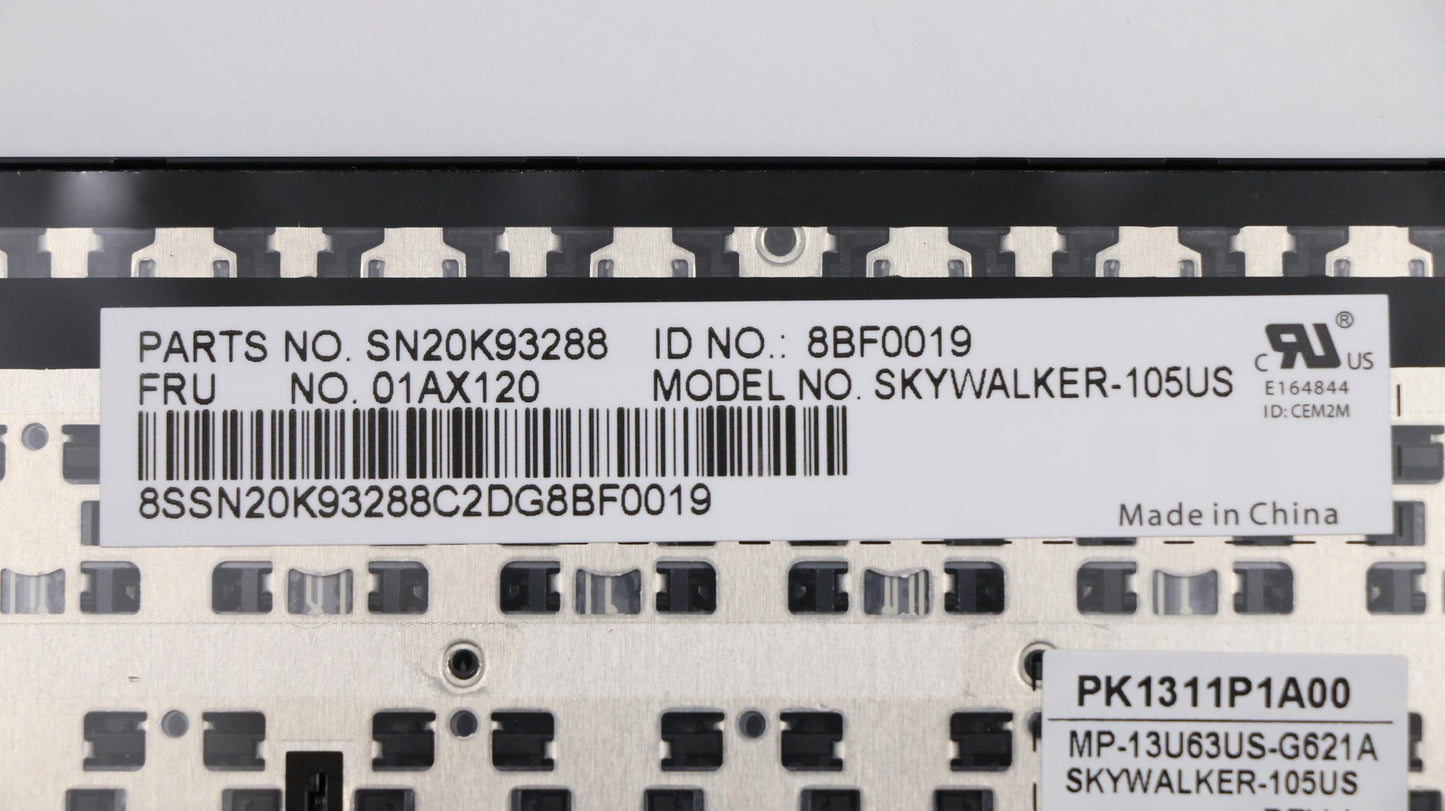 PARTS NO. SN20K93288 ID NO.: 8BF0019
FRU NO. 01AX120 MODEL NO. SKYWALKER-105US
8SSN20K93288C2DG8BF0019
C RU US ®
E164844
ID: CEM2M
Made in China
PK1311P1A00
MP-13U63US-G621A
SKYWALKER-105US